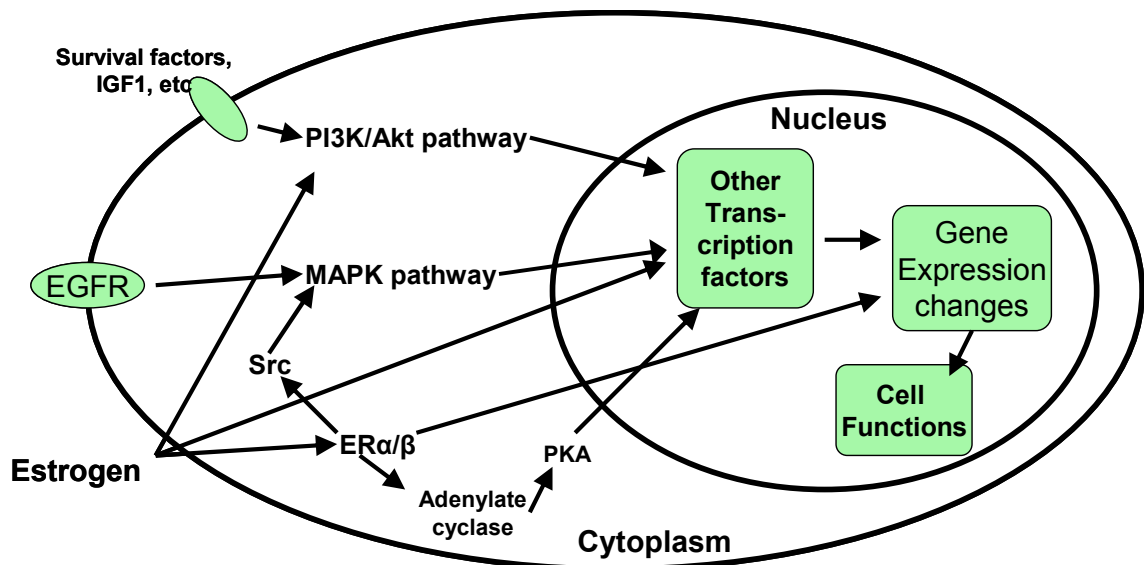 Survival factors,
IGF1, etc
PI3K/Akt pathway
Nucleus
Other
Trans-
cription
factors
Gene
Expression
changes
EGFR
MAPK pathway
Src
Cell
Functions
ERα/β
Estrogen
PKA
Adenylate
cyclase
Cytoplasm